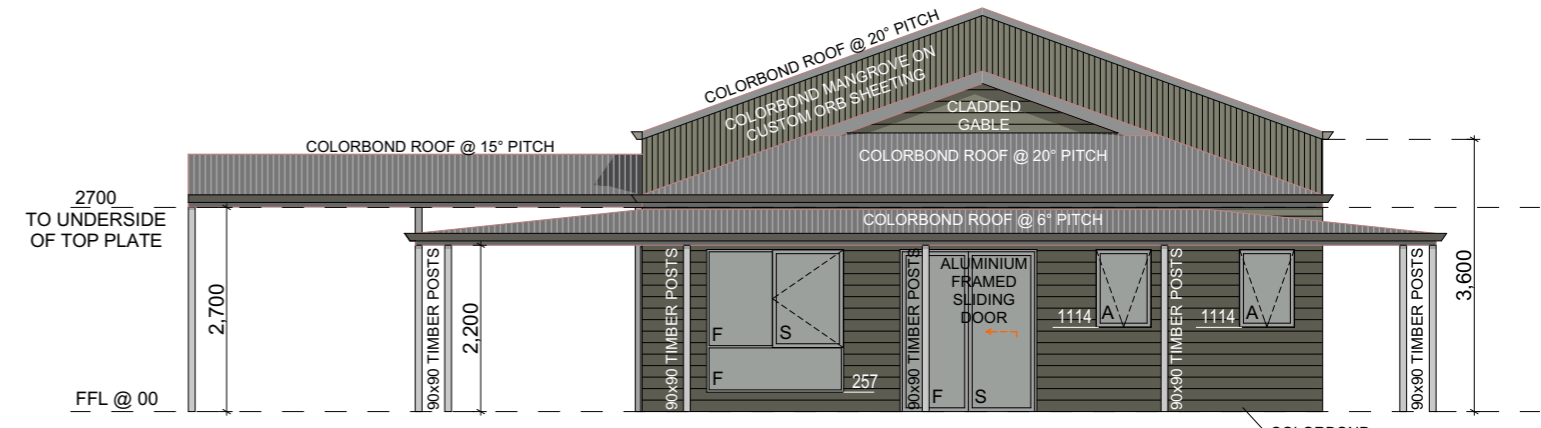 COLORBOND ROOF @ 20° PITCH
COLORBOND MANGROVE ON
CUSTOM ORB SHEETING
CLADDED
GABLE
COLORBOND ROOF @ 15° PITCH
COLORBOND ROOF @ 20° PITCH
2700
TO UNDERSIDE
OF TOP PLATE
COLORBOND ROOF @ 6° PITCH
2,700
2,200
3,600
90x90 TIMBER POSTS
90x90 TIMBER POSTS
90x90 TIMBER POSTS
90x90 TIMBER POSTS
90x90 TIMBER POSTS
ALUMINIUM
FRAMED
SLIDING
DOOR
F
S
F
257
F
S
1114
A
1114
A
FFL @ 00